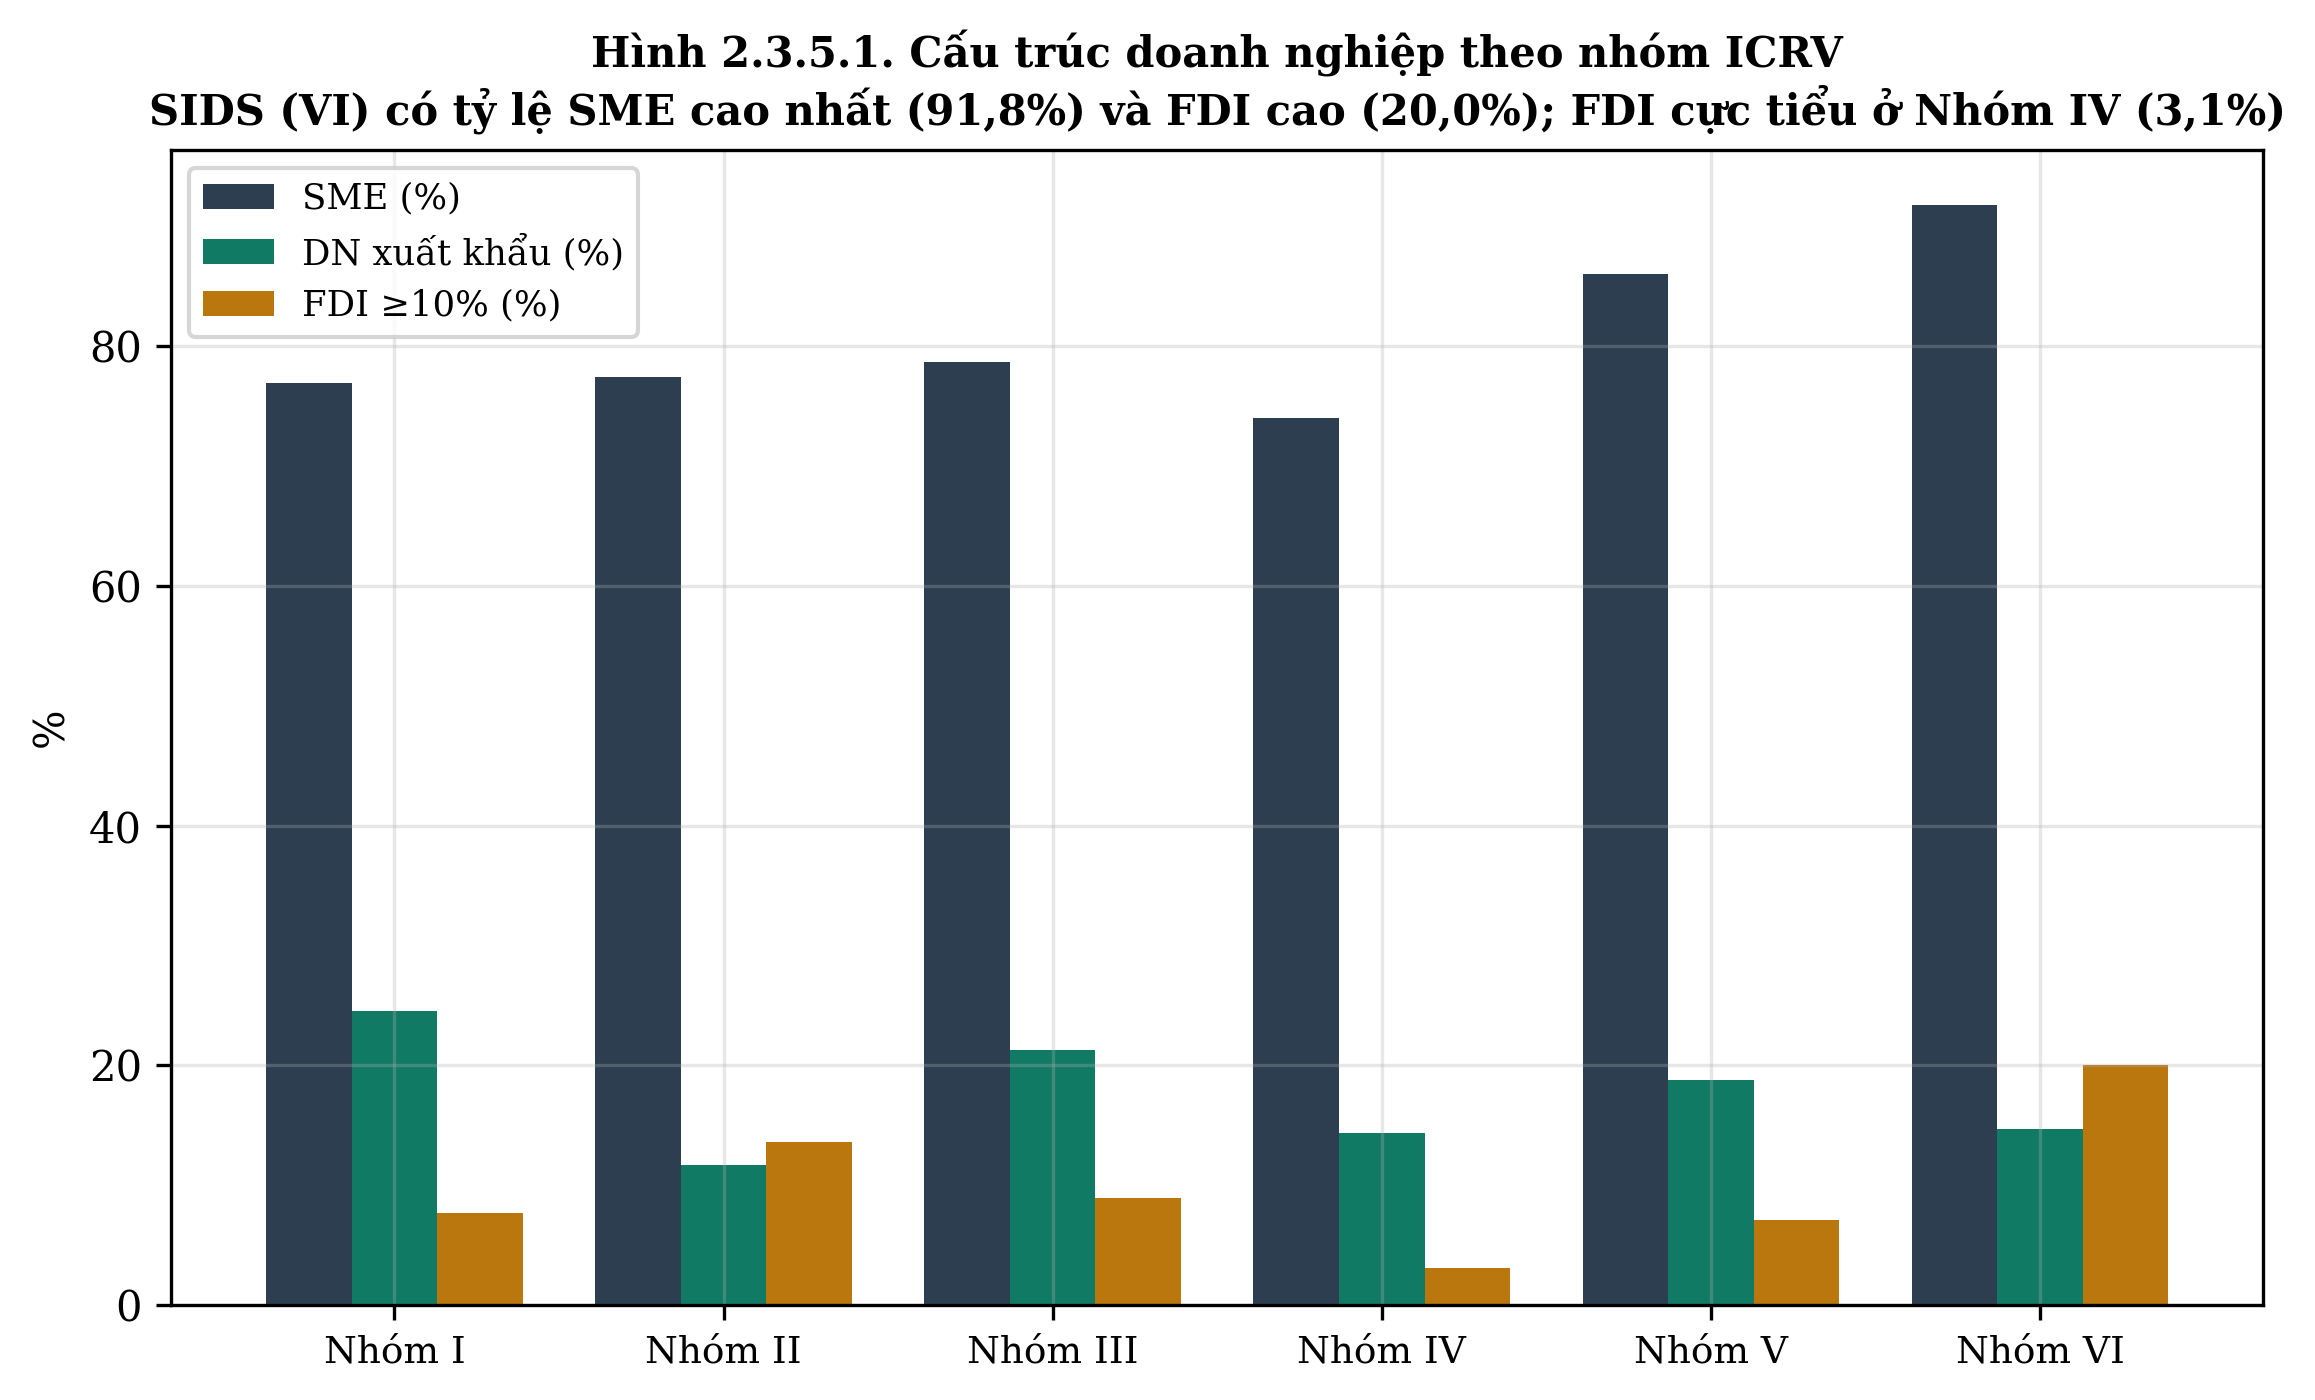 Hình 2.3.5.1. Cấu trúc doanh nghiệp theo nhóm ICRV
SIDS (VI) có tỷ lệ SME cao nhất (91,8%) và FDI cao (20,0%); FDI cực tiểu ở Nhóm IV (3,1%)
SME (%)
DN xuất khẩu (%)
FDI ≥10% (%)
80
60
40
20
0
%
Nhóm I
Nhóm II
Nhóm III
Nhóm IV
Nhóm V
Nhóm VI